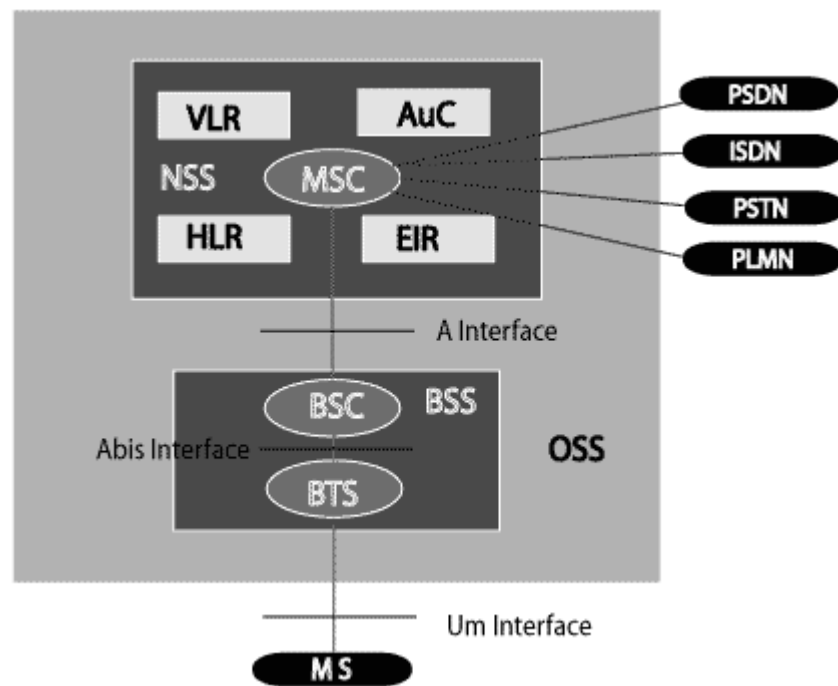 VLR
AuC
PSDN
ISDN
NSS
MSC
PSTN
HLR
EIR
PLMN
A Interface
BSC
BSS
Abis Interface
OSS
BTS
Um Interface
M S